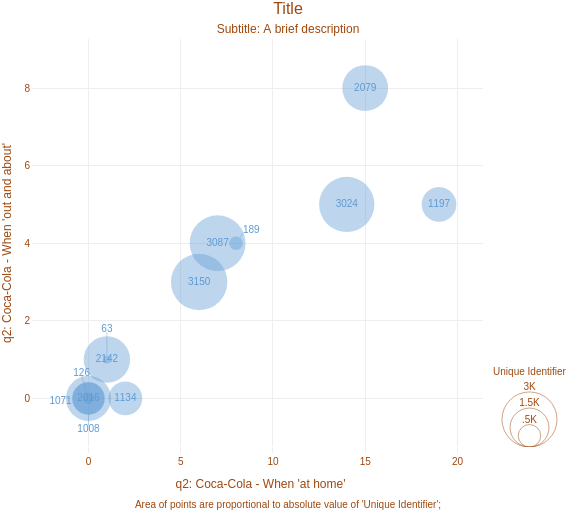 Title
Subtitle: A brief description
q2: Coca-Cola - When 'out and about'
8
6
4
2
0
2079
3024
1197
189
3087
3150
63
2142
126
2016
1134
1071
1008
0
5
10
15
20
q2: Coca-Cola - When 'at home'
Unique Identifier
3K
1.5K
.5K
Area of points are proportional to absolute value of 'Unique Identifier';